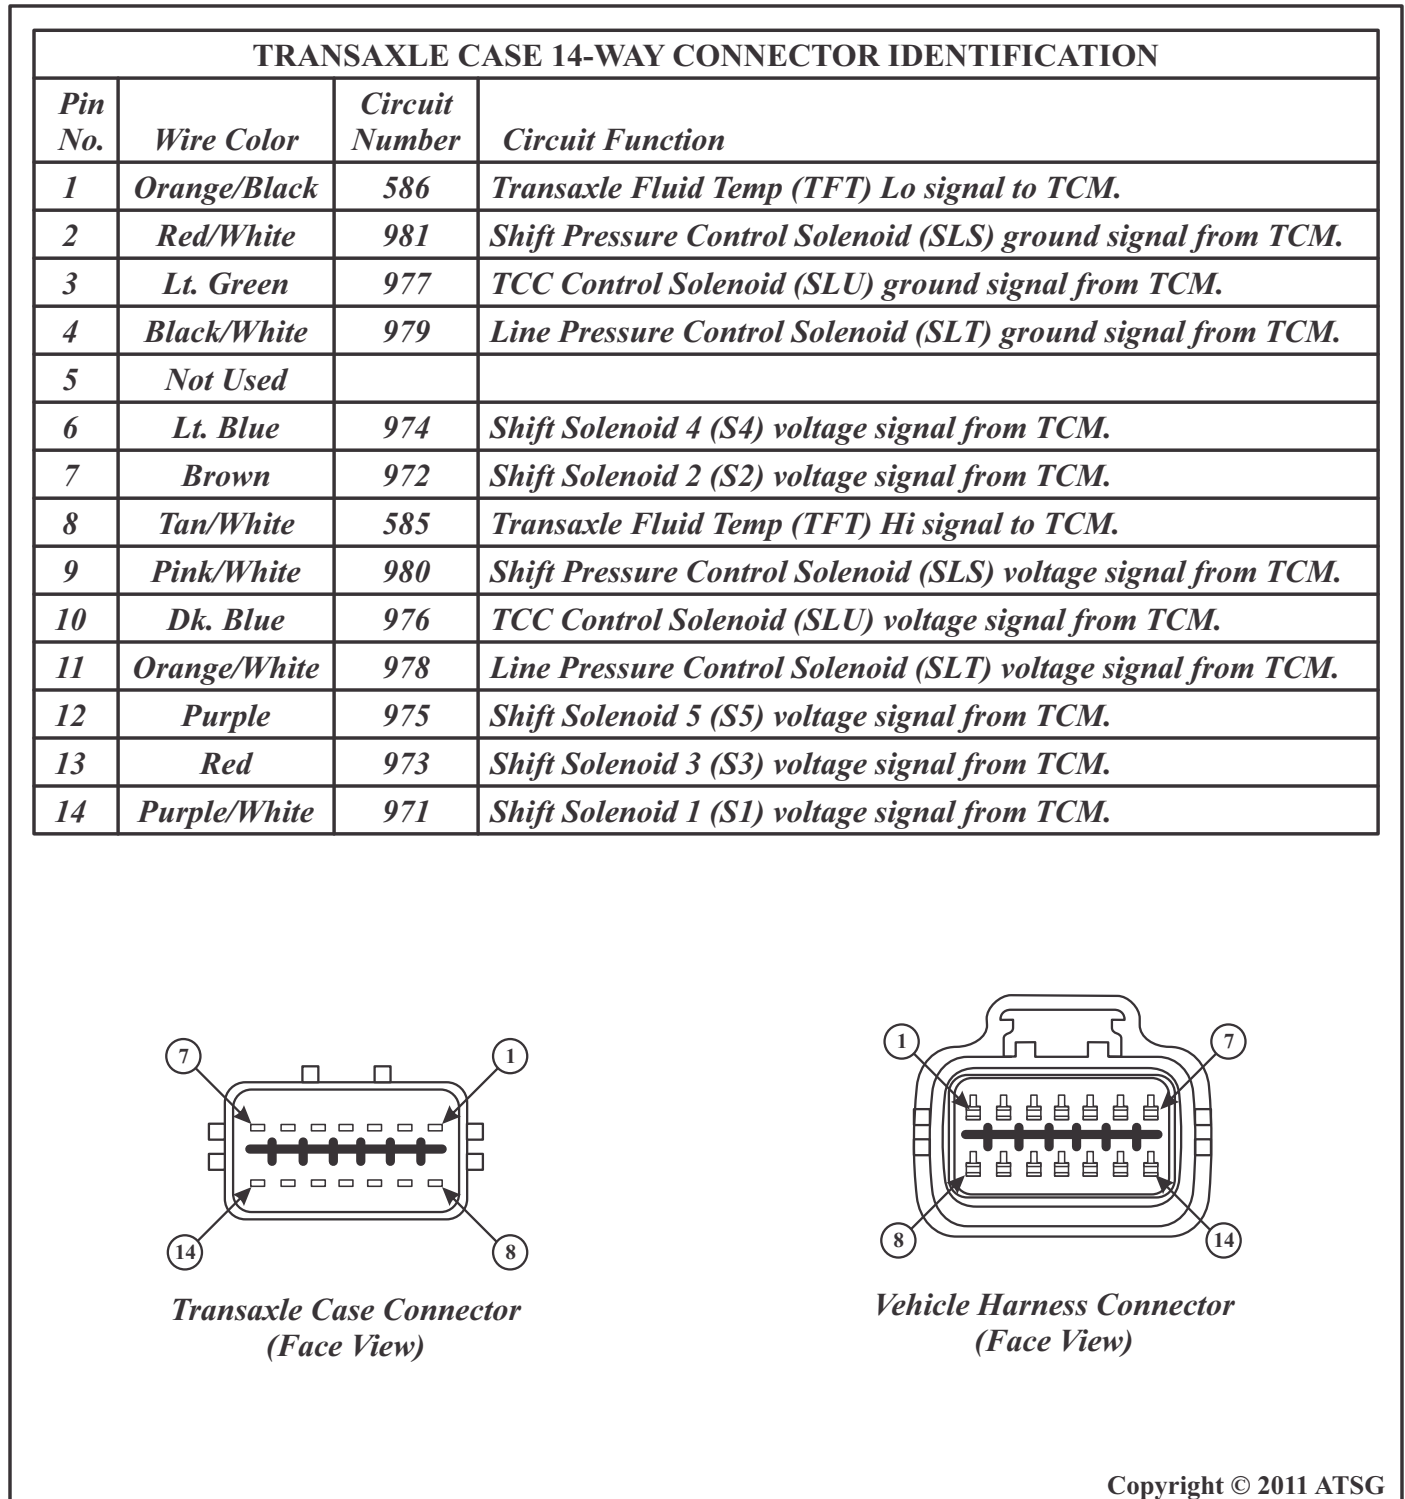 TRANSAXLE CASE 14-WAY CONNECTOR IDENTIFICATION
Pin No. Wire Color Circuit Number Circuit Function
1 Orange/Black 586 Transaxle Fluid Temp (TFT) Lo signal to TCM.
2 Red/White 981 Shift Pressure Control Solenoid (SLS) ground signal from TCM.
3 Lt. Green 977 TCC Control Solenoid (SLU) ground signal from TCM.
4 Black/White 979 Line Pressure Control Solenoid (SLT) ground signal from TCM.
5 Not Used
6 Lt. Blue 974 Shift Solenoid 4 (S4) voltage signal from TCM.
7 Brown 972 Shift Solenoid 2 (S2) voltage signal from TCM.
8 Tan/White 585 Transaxle Fluid Temp (TFT) Hi signal to TCM.
9 Pink/White 980 Shift Pressure Control Solenoid (SLS) voltage signal from TCM.
10 Dk. Blue 976 TCC Control Solenoid (SLU) voltage signal from TCM.
11 Orange/White 978 Line Pressure Control Solenoid (SLT) voltage signal from TCM.
12 Purple 975 Shift Solenoid 5 (S5) voltage signal from TCM.
13 Red 973 Shift Solenoid 3 (S3) voltage signal from TCM.
14 Purple/White 971 Shift Solenoid 1 (S1) voltage signal from TCM.
7 1
14 8
Transaxle Case Connector
(Face View)
1 7
8 14
Vehicle Harness Connector
(Face View)
Copyright © 2011 ATSG